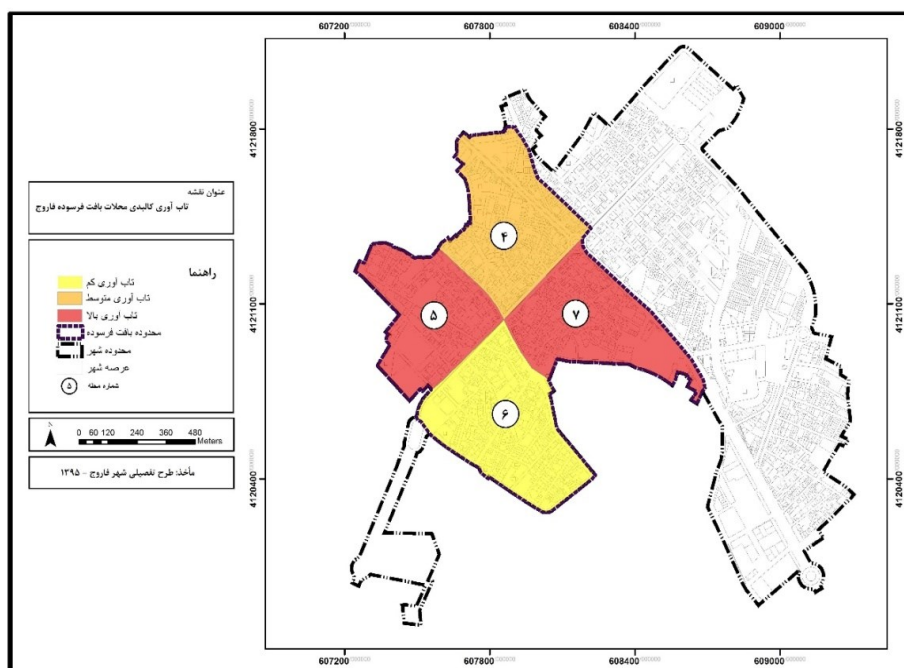 607200 607800 608400 609000
عنوان نقشه
تاب آوری کالبدی محلات بافت فرسوده فاروج
راهنما
تاب آوری کم
تاب آوری متوسط
تاب آوری بالا
محدوده بافت فرسوده
محدوده شهر
عرصه شهر
۵ شماره محله
N
0 60 120 240 360 480
Meters
مأخذ: طرح تفصیلی شهر فاروج - ۱۳۹۵
4121800
4121100
4120400
۴
۵
۷
۶
4121800
4121100
4120400
607200 607800 608400 609000